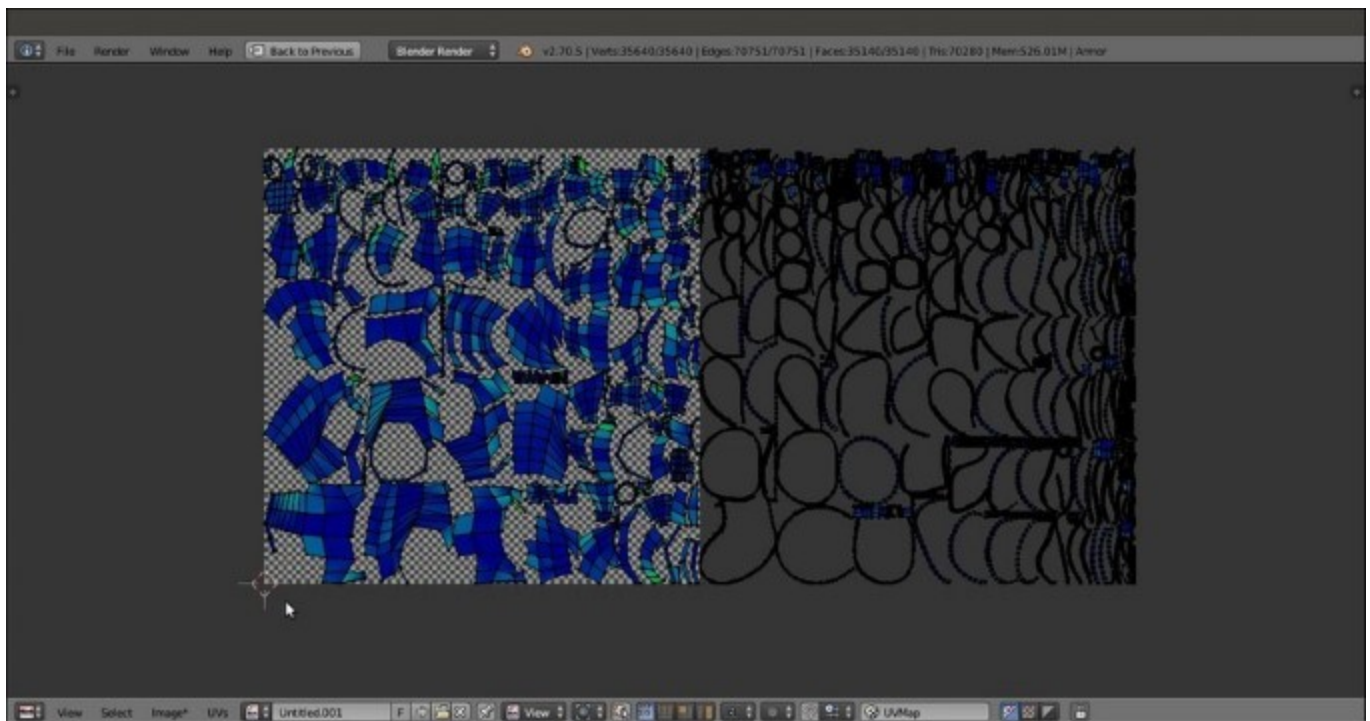 File Render Window Help Back to Previous Blender Render v2.70.5 | Verts:35640/35640 | Edges:70751/70751 | Faces:35140/35140 | Tris:70280 | Mem:526.01M | Armor
View Select Image* UVs Untitled.001 F View UVMap